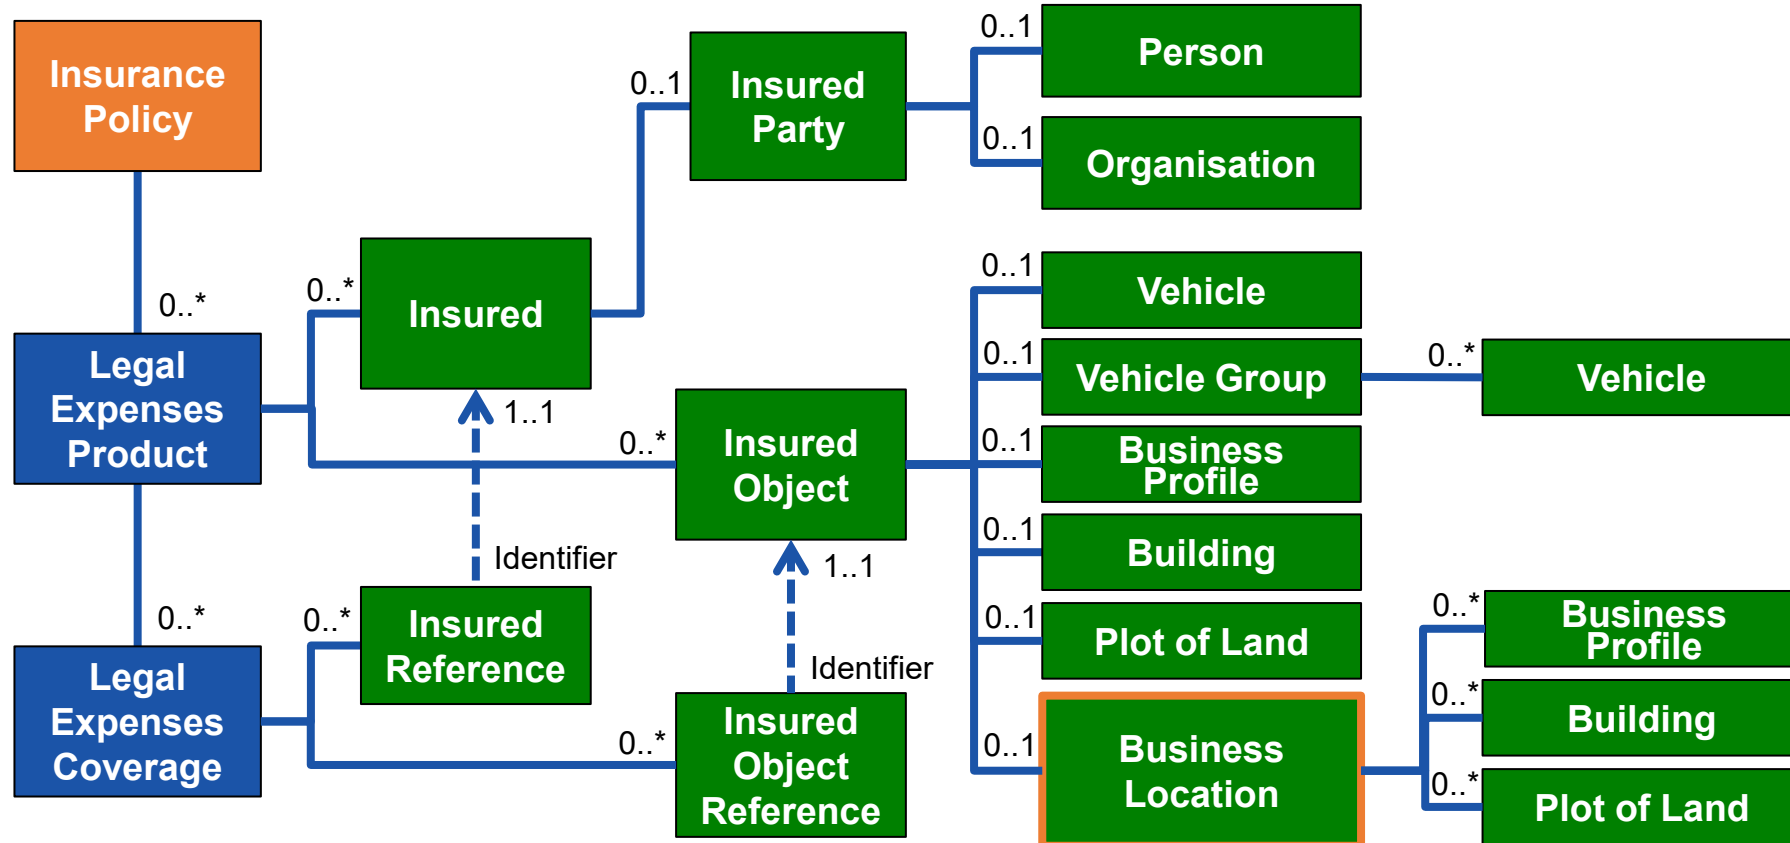 Insurance
Policy
0..*
Legal
Expenses
Product
0..*
Legal
Expenses
Coverage
0..*
Insured
1..1
Identifier
0..*
Insured
Reference
0..1
Insured
Party
0..*
Insured
Object
1..1
Identifier
0..*
Insured
Object
Reference
0..1
Person
0..1
Organisation
0..1
Vehicle
0..1
Vehicle Group
0..*
Vehicle
0..1
Business
Profile
0..1
Building
0..1
Plot of Land
0..1
Business
Location
0..*
Business
Profile
0..*
Building
0..*
Plot of Land